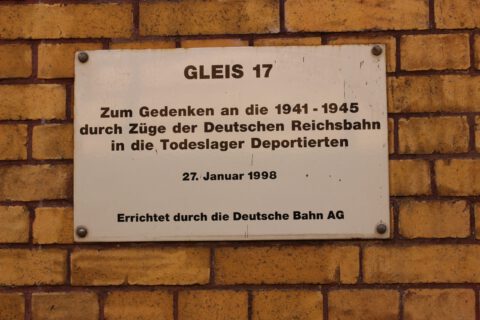 GLEIS 17
Zum Gedenken an die 1941 - 1945
durch Züge der Deutschen Reichsbahn
in die Todeslager Deportierten
27. Januar 1998
Errichtet durch die Deutsche Bahn AG